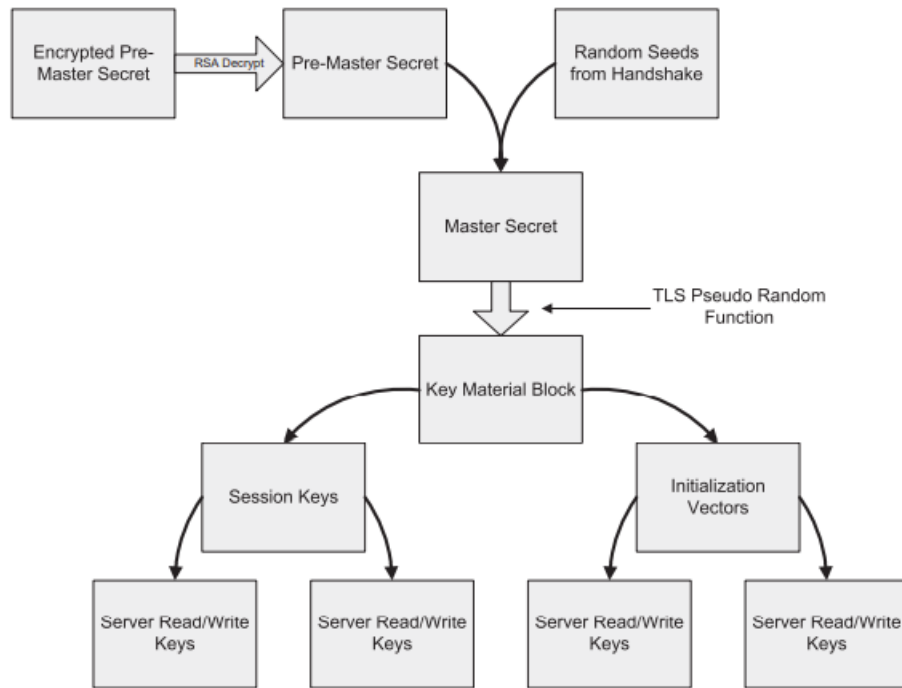 Encrypted Pre-
Master Secret
RSA Decrypt
Pre-Master Secret
Random Seeds
from Handshake
Master Secret
TLS Pseudo Random
Function
Key Material Block
Session Keys
Initialization
Vectors
Server Read/Write
Keys
Server Read/Write
Keys
Server Read/Write
Keys
Server Read/Write
Keys